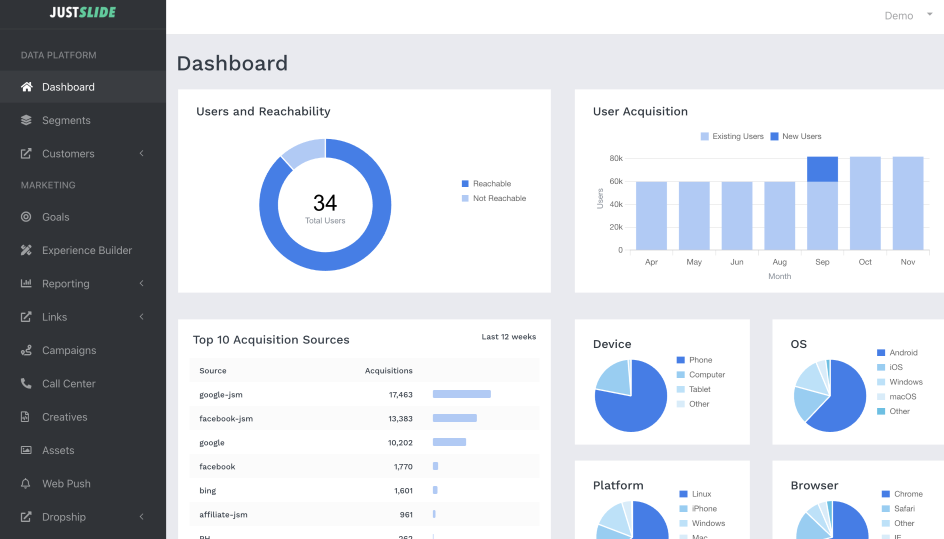 JUSTSLIDE
Demo
DATA PLATFORM
Dashboard
Segments
Customers
MARKETING
Goals
Experience Builder
Reporting
Links
Campaigns
Call Center
Creatives
Assets
Web Push
Dropship
Dashboard
Users and Reachability
34
Total Users
Reachable
Not Reachable
User Acquisition
Existing Users New Users
Users
80k
60k
40k
20k
0
Apr May Jun Aug Sep Oct Nov
Month
Top 10 Acquisition Sources Last 12 weeks
Source Acquisitions
google-jsm 17,463
facebook-jsm 13,383
google 10,202
facebook 1,770
bing 1,601
affiliate-jsm 961
Device
Phone
Computer
Tablet
Other
OS
Android
iOS
Windows
macOS
Other
Platform
Linux
iPhone
Windows
Mac
Browser
Chrome
Safari
Other
IE